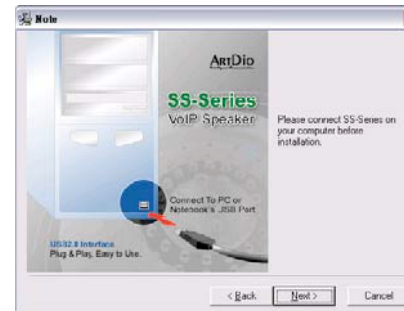 Note
ArtDio
SS-Series
VoIP Speaker
Please connect SS-Series on
your computer before
installation.
Connect To PC or
Notebook's USB Port
USB2.0 Interface
Plug & Play, Easy to Use.
< Back
Next >
Cancel